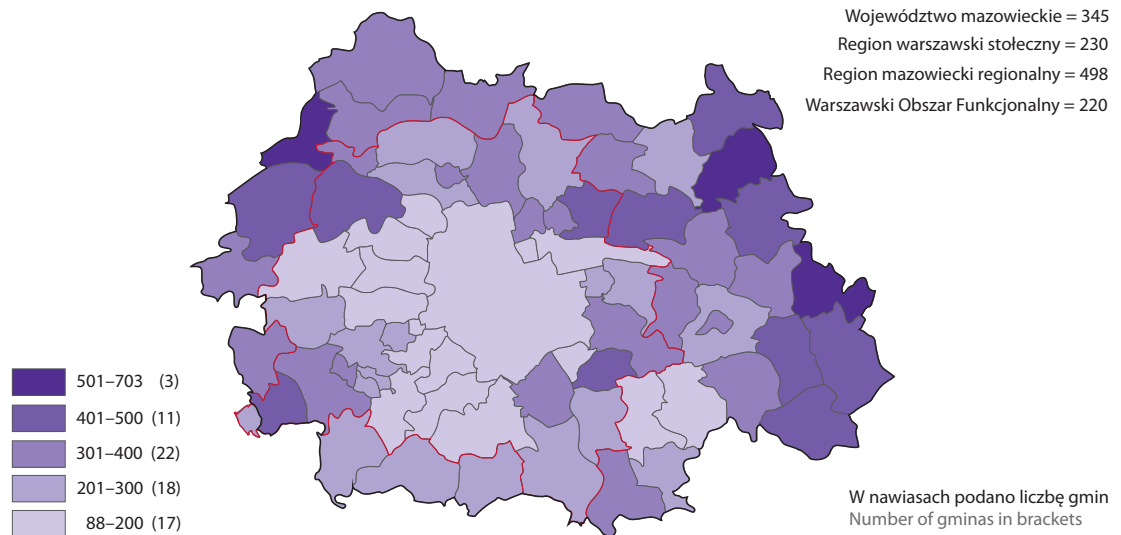 Województwo mazowieckie = 345
Region warszawski stołeczny = 230
Region mazowiecki regionalny = 498
Warszawski Obszar Funkcjonalny = 220
501–703 (3)
401–500 (11)
301–400 (22)
201–300 (18)
88–200 (17)
W nawiasach podano liczbę gmin
Number of gminas in brackets